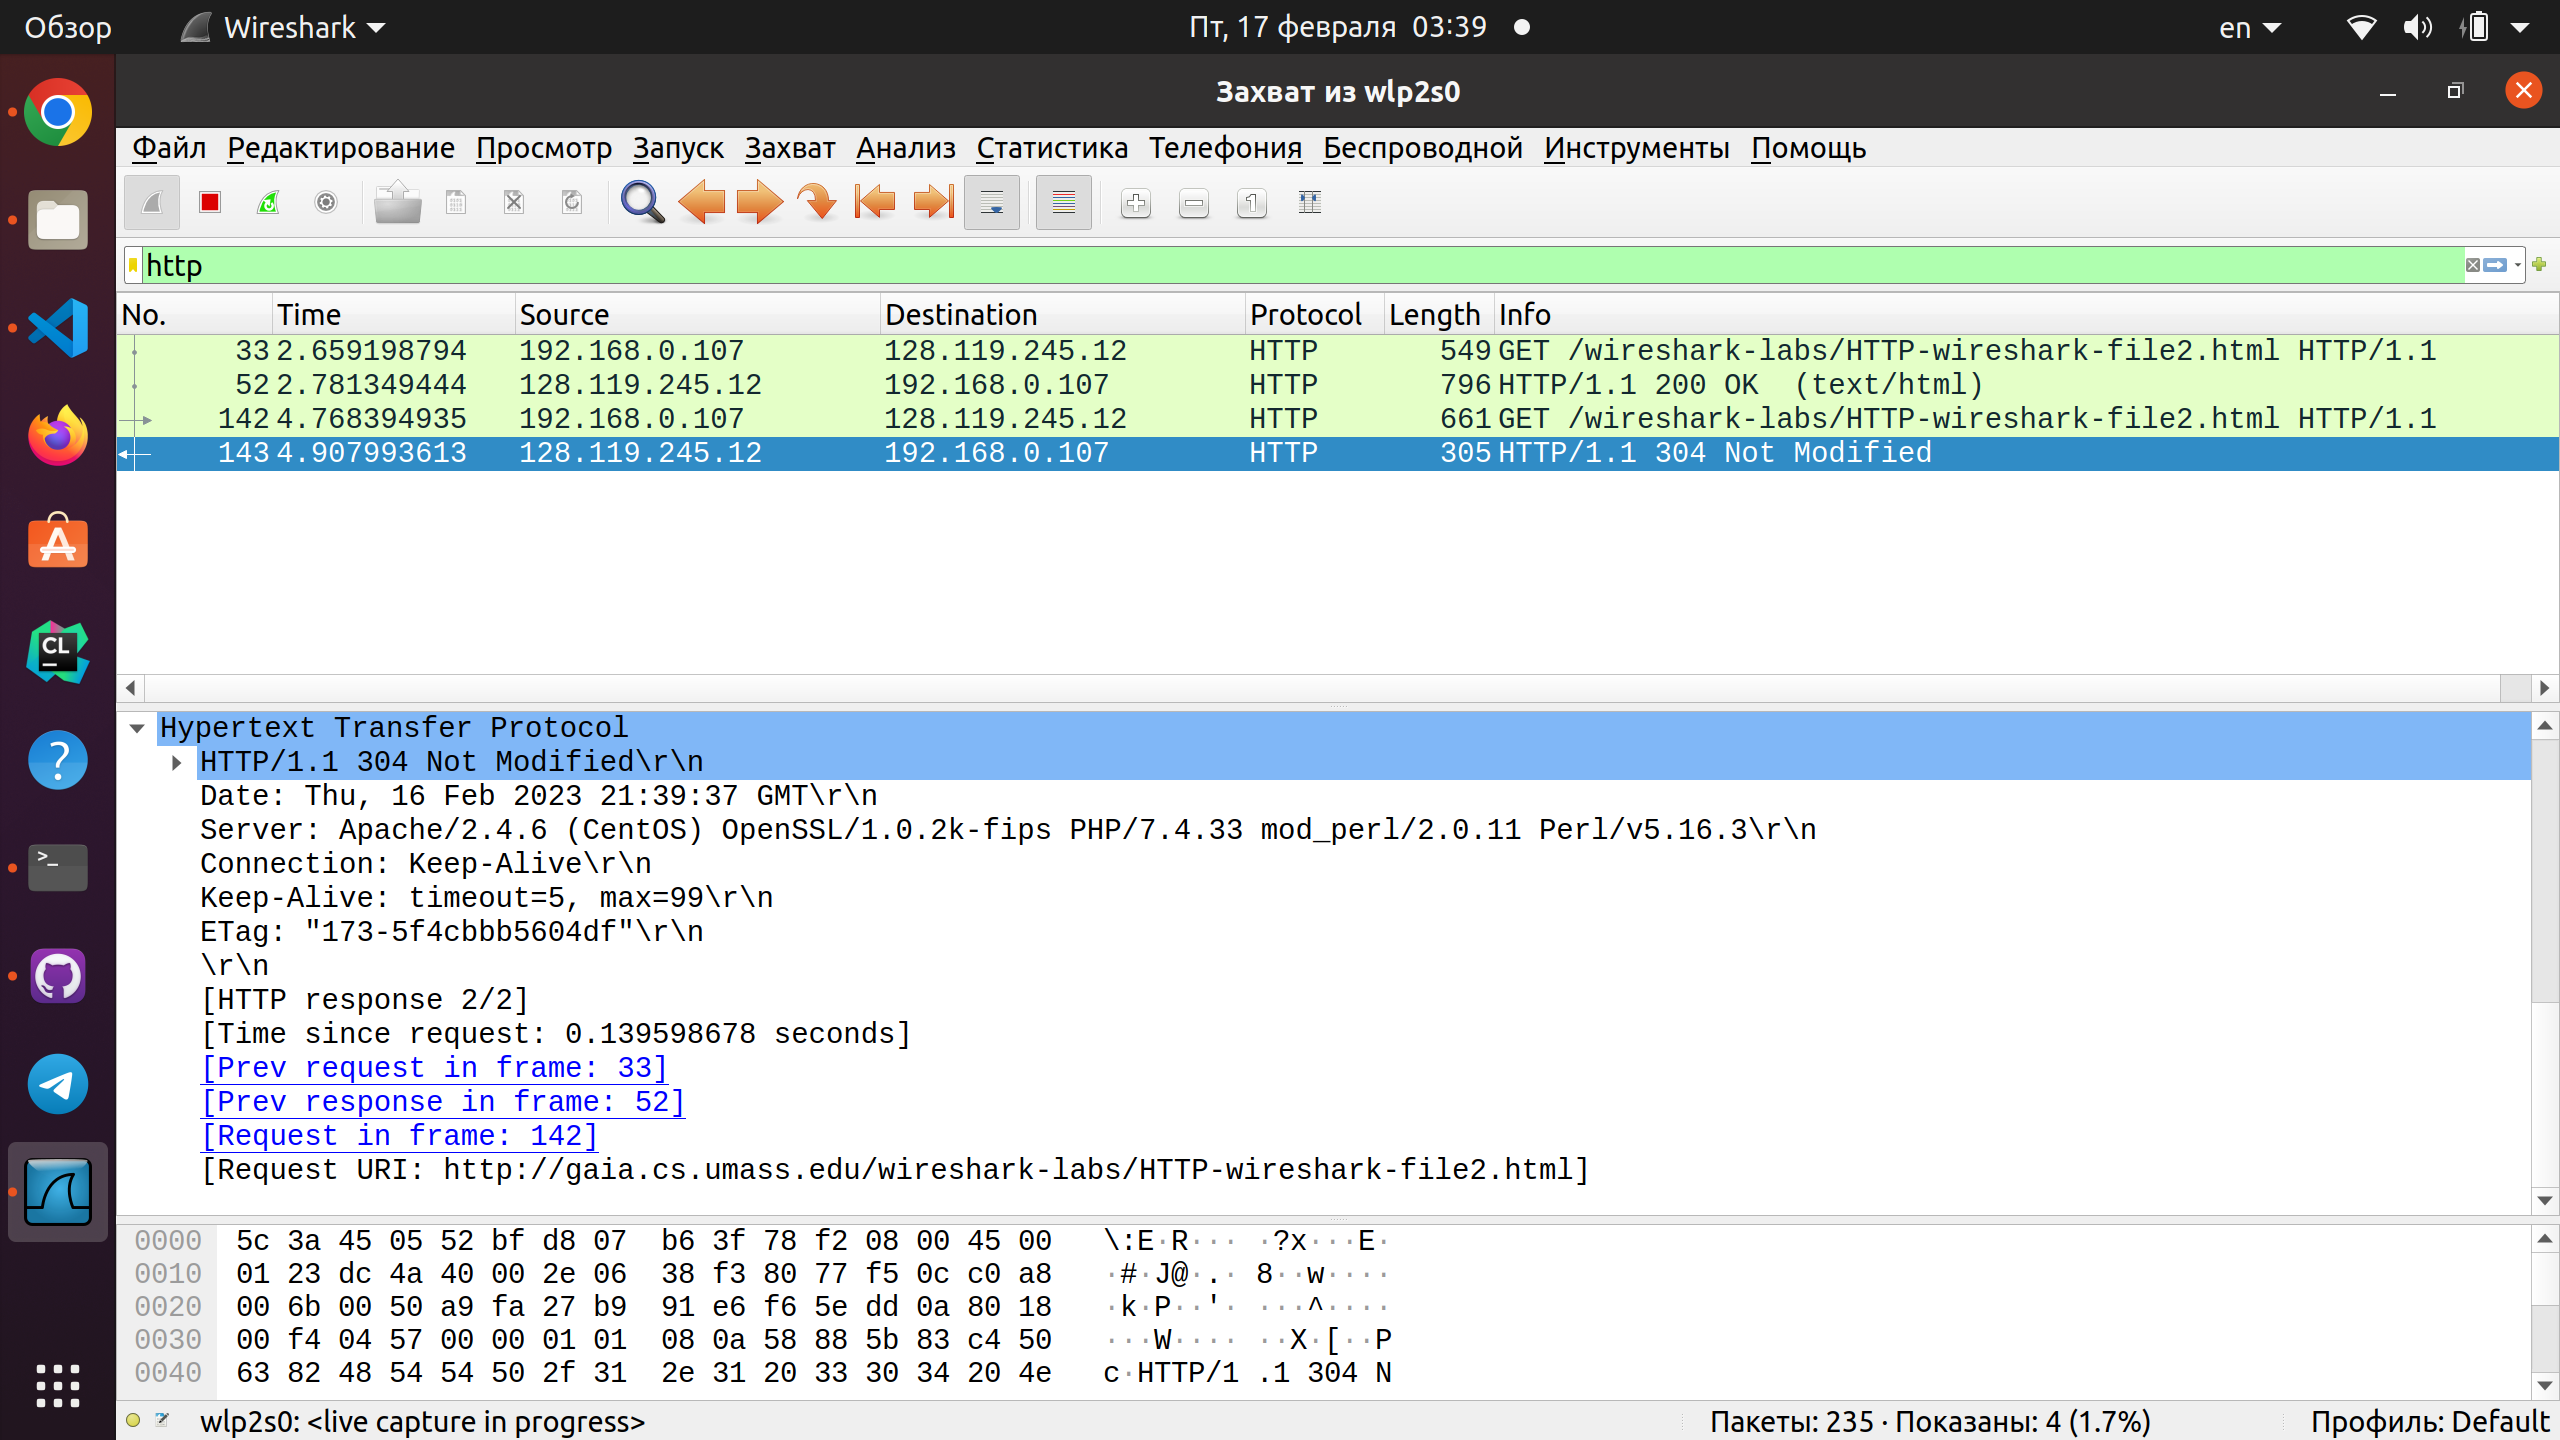 Обзор Wireshark Пт, 17 февраля 03:39 en
Захват из wlp2s0
Файл Редактирование Просмотр Запуск Захват Анализ Статистика Телефония Беспроводной Инструменты Помощь
http
No. Time Source Destination Protocol Length Info
33 2.659198794 192.168.0.107 128.119.245.12 HTTP 549 GET /wireshark-labs/HTTP-wireshark-file2.html HTTP/1.1
52 2.781349444 128.119.245.12 192.168.0.107 HTTP 796 HTTP/1.1 200 OK (text/html)
142 4.768394935 192.168.0.107 128.119.245.12 HTTP 661 GET /wireshark-labs/HTTP-wireshark-file2.html HTTP/1.1
143 4.907993613 128.119.245.12 192.168.0.107 HTTP 305 HTTP/1.1 304 Not Modified
Hypertext Transfer Protocol
HTTP/1.1 304 Not Modified\r\n
Date: Thu, 16 Feb 2023 21:39:37 GMT\r\n
Server: Apache/2.4.6 (CentOS) OpenSSL/1.0.2k-fips PHP/7.4.33 mod_perl/2.0.11 Perl/v5.16.3\r\n
Connection: Keep-Alive\r\n
Keep-Alive: timeout=5, max=99\r\n
ETag: "173-5f4cbbb5604df"\r\n
\r\n
[HTTP response 2/2]
[Time since request: 0.139598678 seconds]
[Prev request in frame: 33]
[Prev response in frame: 52]
[Request in frame: 142]
[Request URI: http://gaia.cs.umass.edu/wireshark-labs/HTTP-wireshark-file2.html]
0000 5c 3a 45 05 52 bf d8 07 b6 3f 78 f2 08 00 45 00 \:E·R··· ·?x···E·
0010 01 23 dc 4a 40 00 2e 06 38 f3 80 77 f5 0c c0 a8 ·#·J@·.· 8··w····
0020 00 6b 00 50 a9 fa 27 b9 91 e6 f6 5e dd 0a 80 18 ·k·P··'· ···^····
0030 00 f4 04 57 00 00 01 01 08 0a 58 88 5b 83 c4 50 ···W···· ··X·[··P
0040 63 82 48 54 54 50 2f 31 2e 31 20 33 30 34 20 4e c·HTTP/1 .1 304 N
wlp2s0: <live capture in progress> Пакеты: 235 · Показаны: 4 (1.7%) Профиль: Default